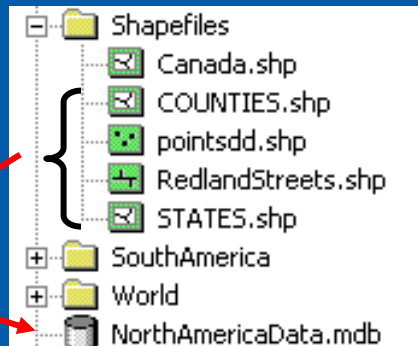 Shapefiles
Canada.shp
COUNTIES.shp
pointsdd.shp
RedlandStreets.shp
STATES.shp
SouthAmerica
World
NorthAmericaData.mdb